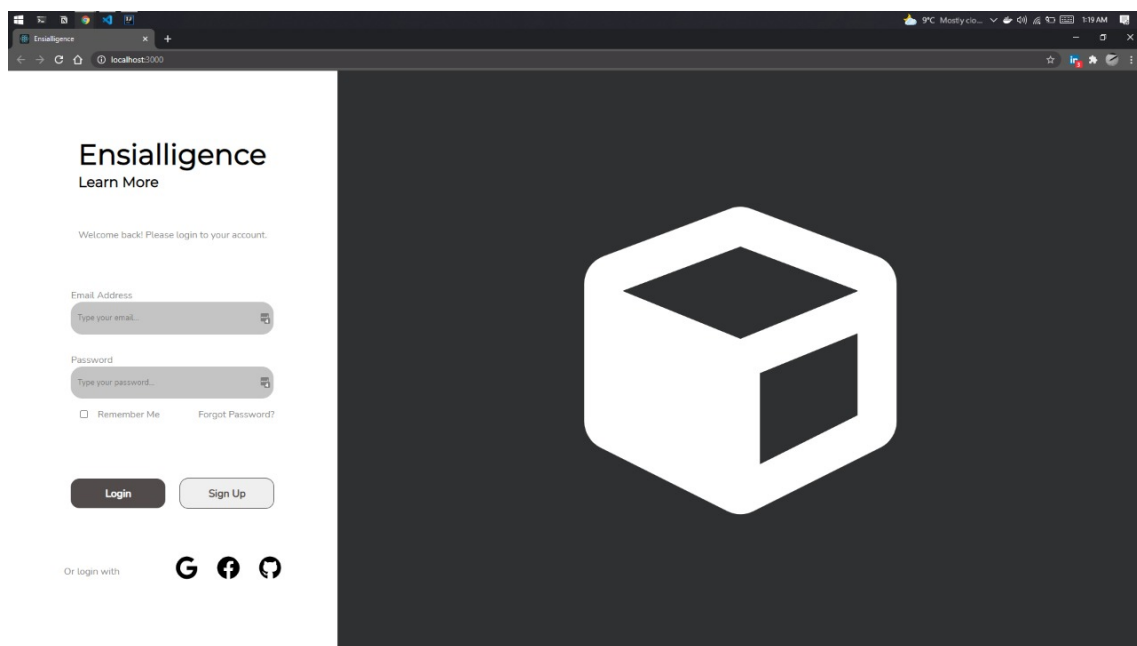 9°C Mostly clo... 1:19 AM
Ensialligence
localhost:3000
Ensialligence
Learn More
Welcome back! Please login to your account.
Email Address
Type your email...
Password
Type your password...
Remember Me Forgot Password?
Login Sign Up
Or login with